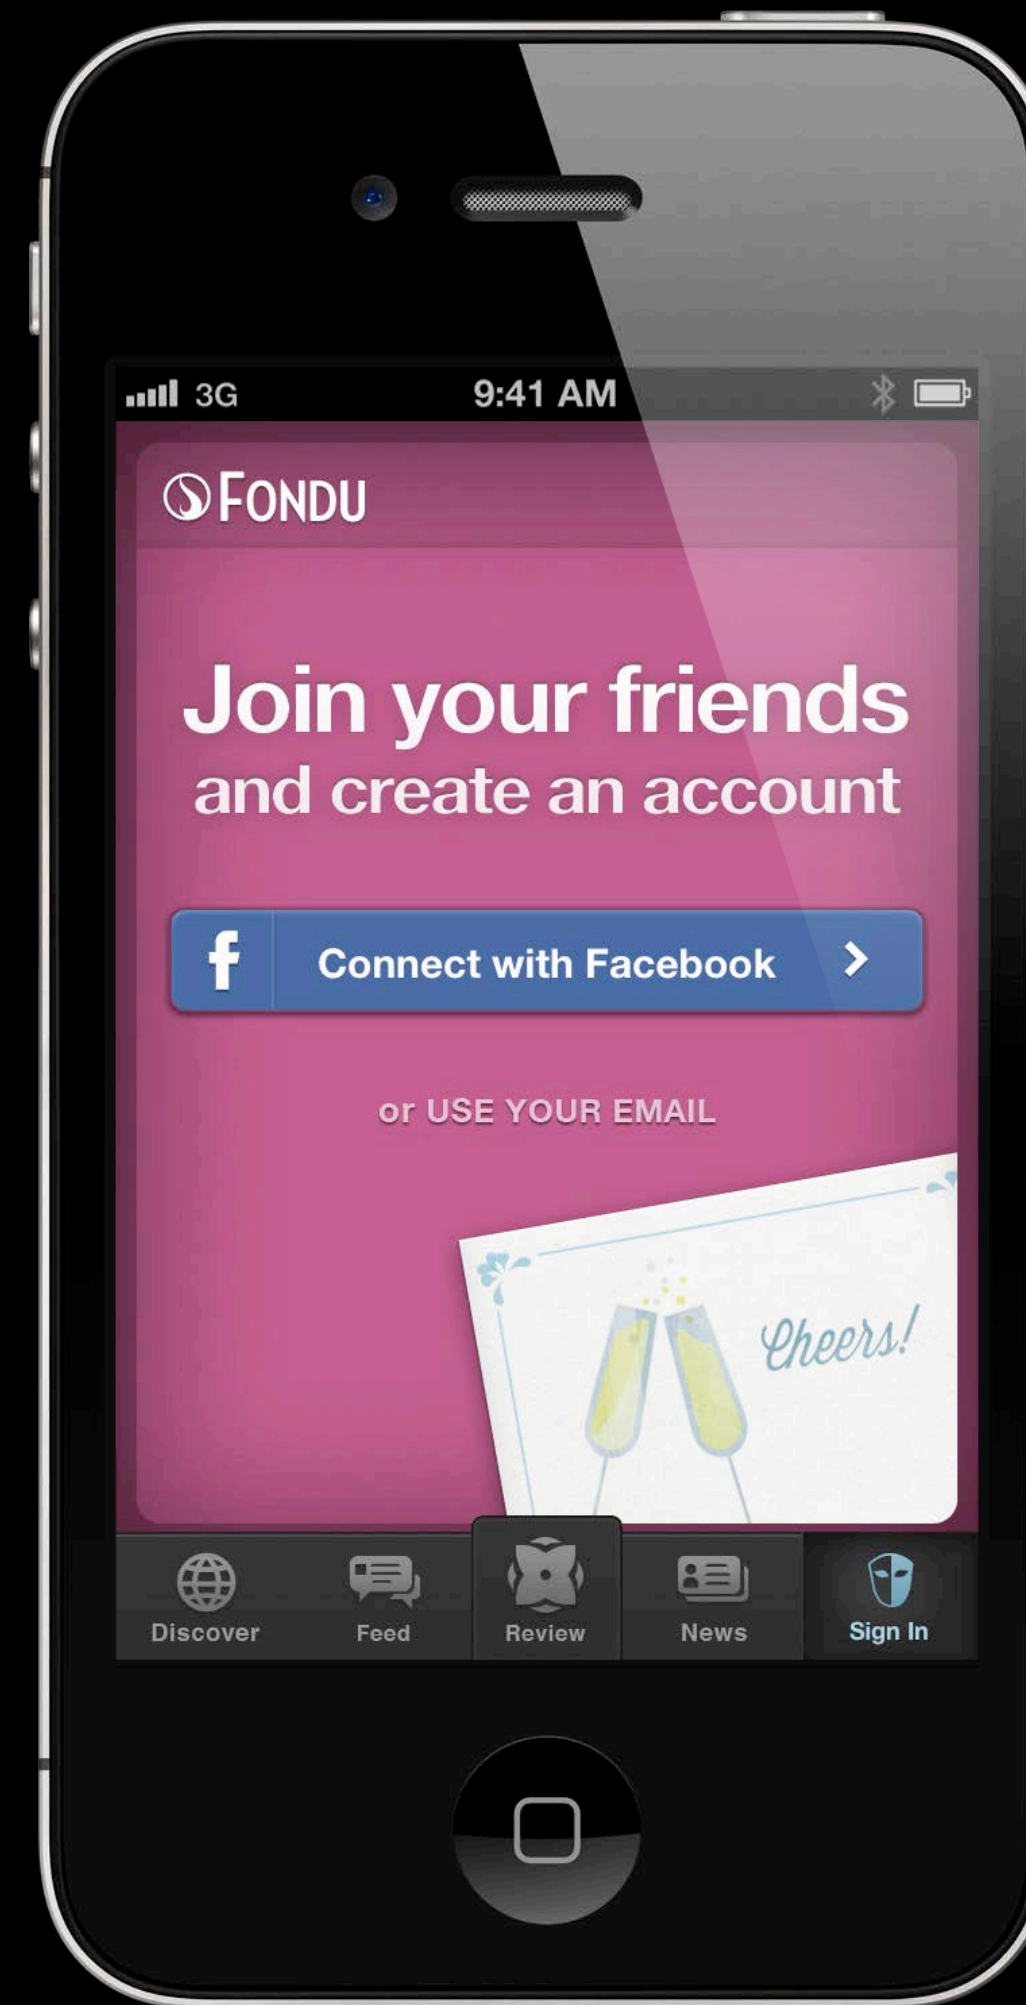 3G
9:41 AM
FONDU
Join your friends
and create an account
f
Connect with Facebook
or USE YOUR EMAIL
Cheers!
Discover
Feed
Review
News
Sign In